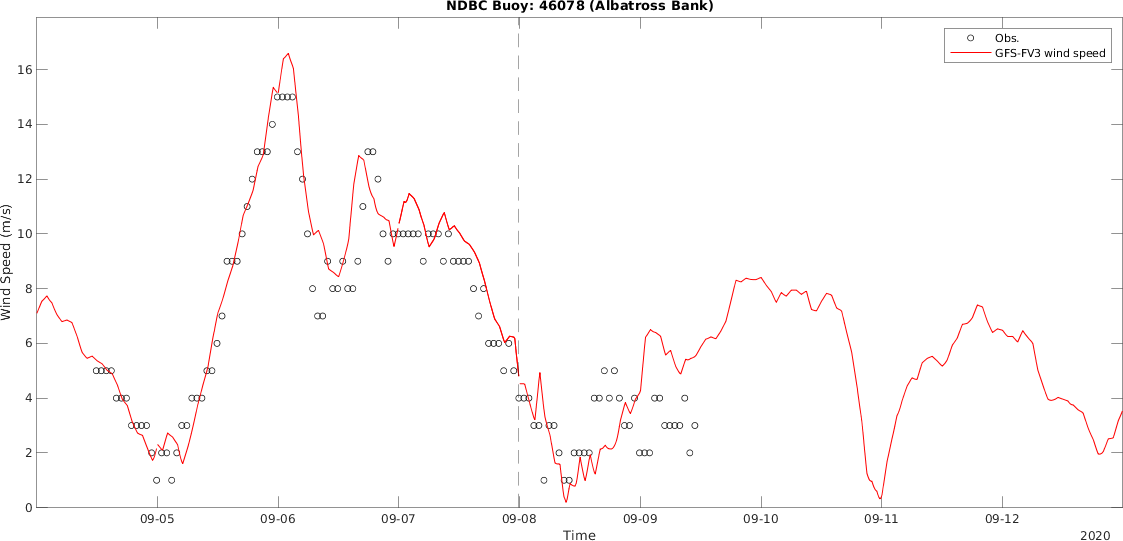 NDBC Buoy: 46078 (Albatross Bank)
Obs.
GFS-FV3 wind speed
Wind Speed (m/s)
16
14
12
10
8
6
4
2
0
09-05 09-06 09-07 09-08 09-09 09-10 09-11 09-12
Time
2020